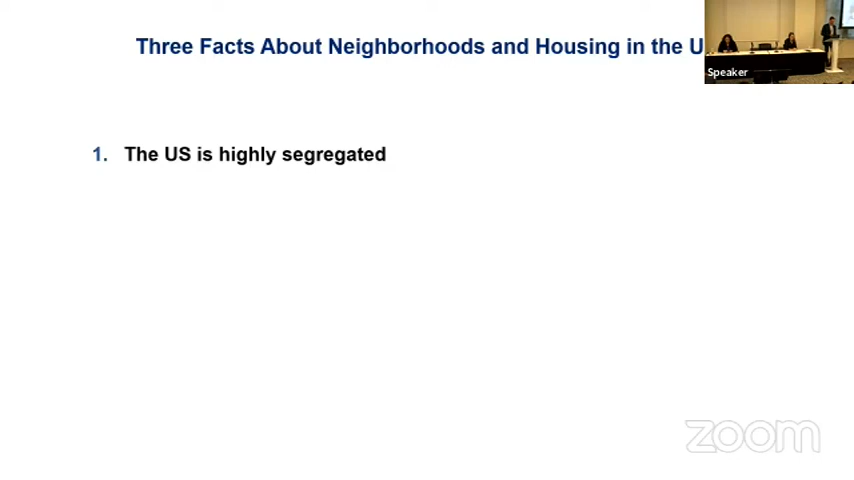 Three Facts About Neighborhoods and Housing in the U
Speaker
1. The US is highly segregated
zoom